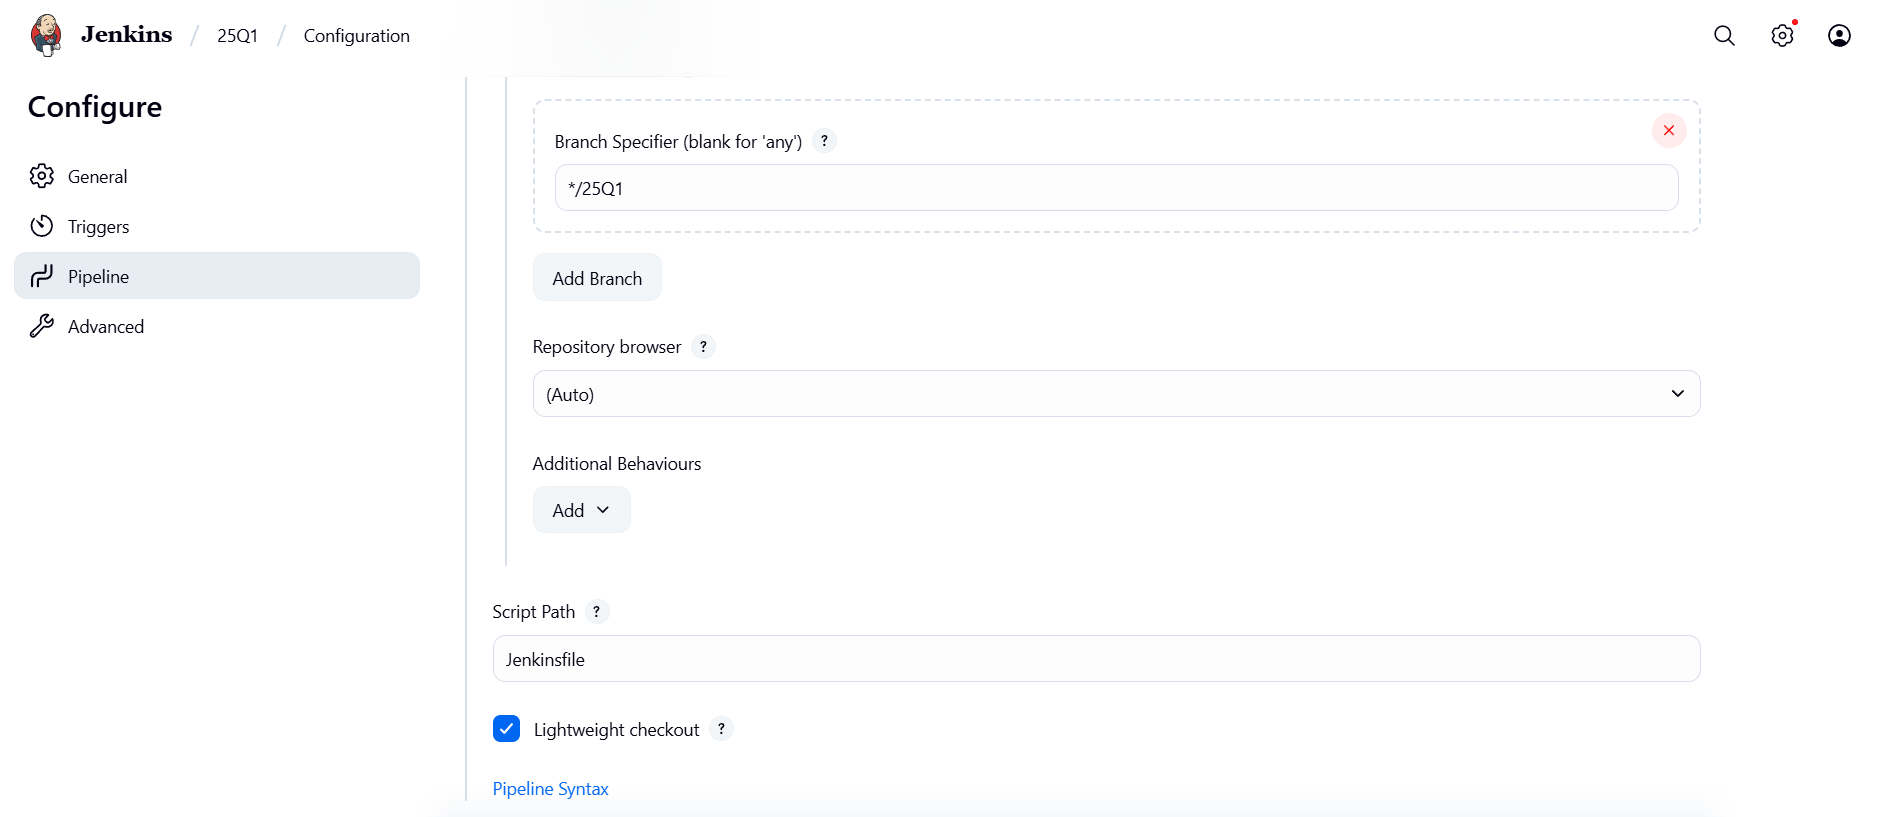 Jenkins / 25Q1 / Configuration
Configure
General
Triggers
Pipeline
Advanced
Branch Specifier (blank for 'any') ?
*/25Q1
Add Branch
Repository browser ?
(Auto)
Additional Behaviours
Add
Script Path ?
Jenkinsfile
Lightweight checkout ?
Pipeline Syntax